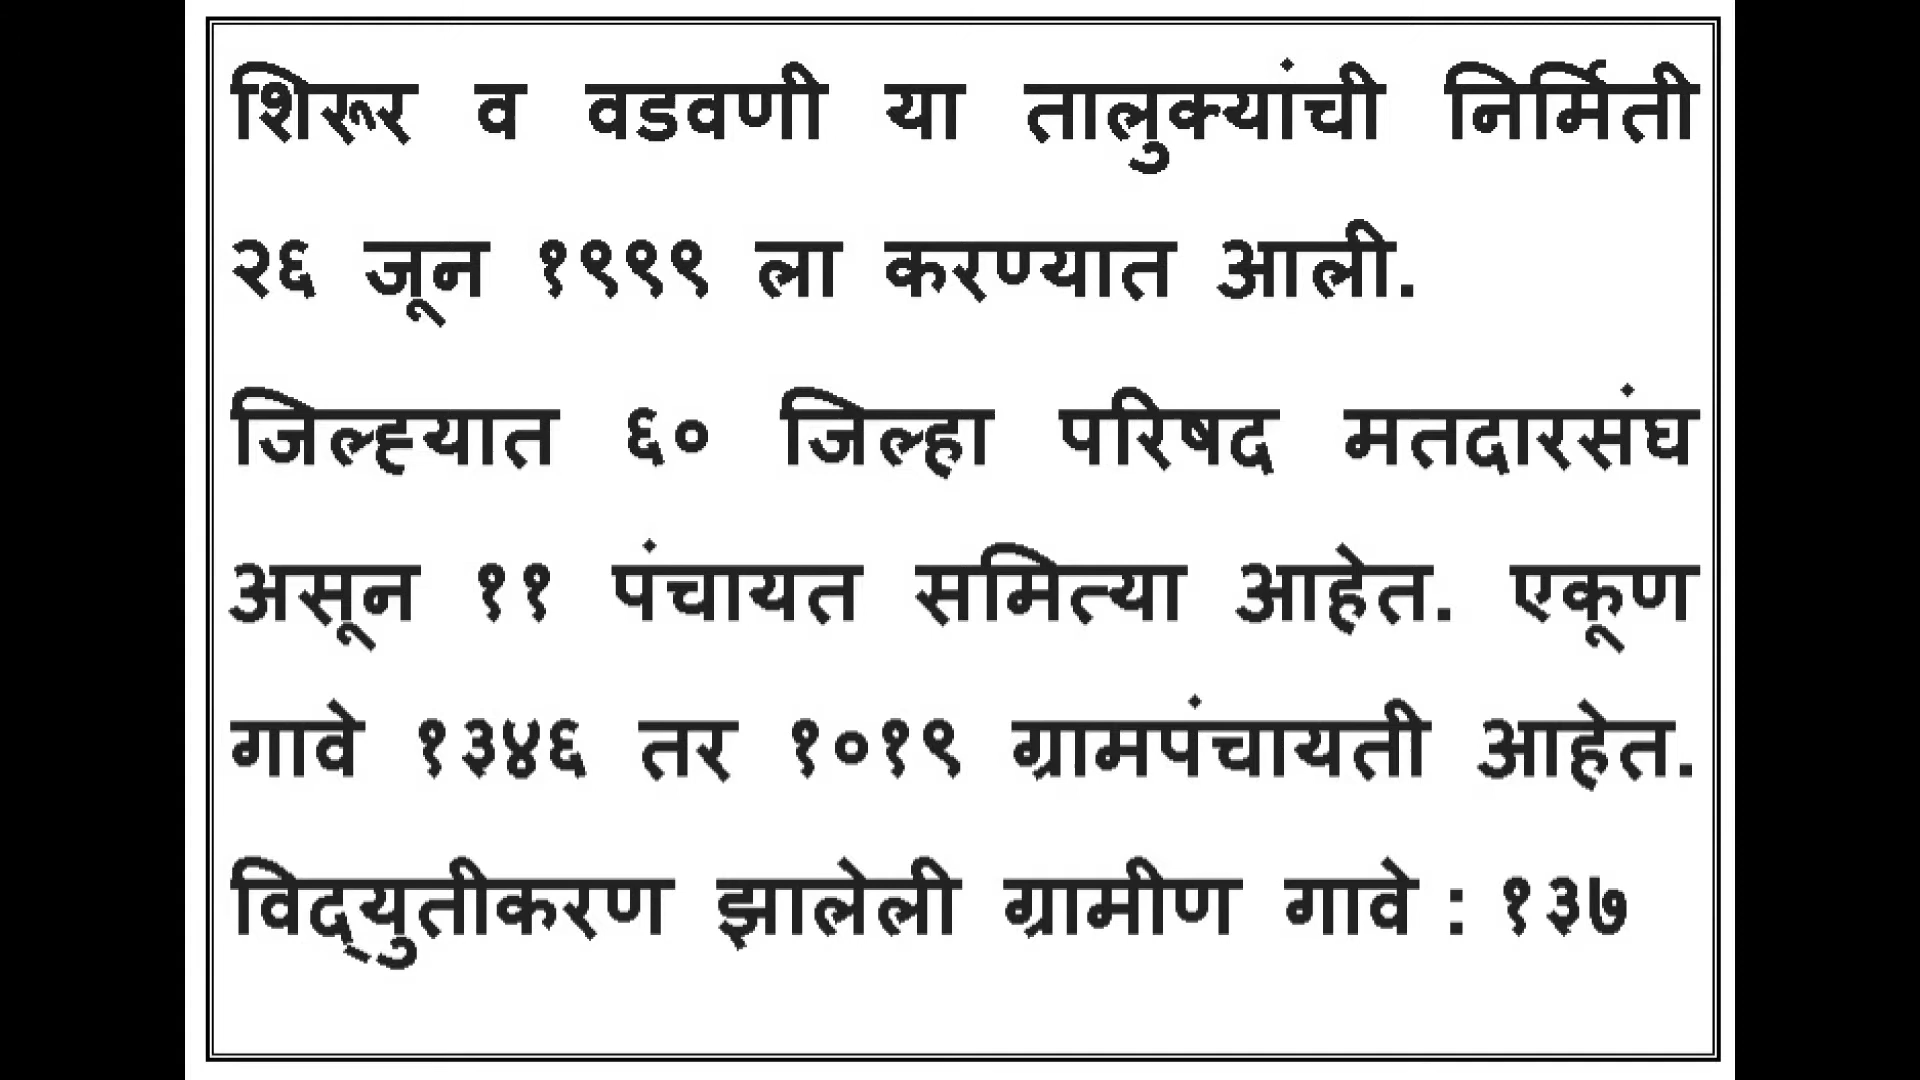 शिरूर व वडवणी या तालुक्यांची निर्मिती
२६ जून १९९९ ला करण्यात आली.
जिल्ह्यात ६० जिल्हा परिषद मतदारसंघ
असून ११ पंचायत समित्या आहेत. एकूण
गावे १३४६ तर १०१९ ग्रामपंचायती आहेत.
विद्‌युतीकरण झालेली ग्रामीण गावे : १३७